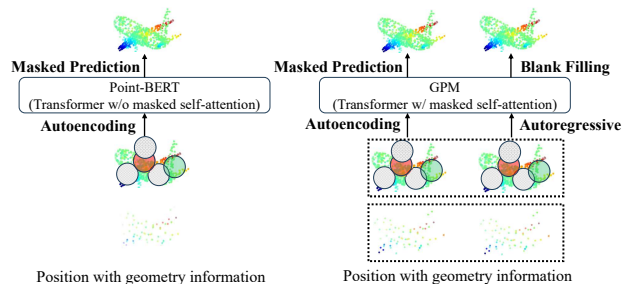 Masked Prediction
Point-BERT
(Transformer w/o masked self-attention)
Autoencoding
Position with geometry information
Masked Prediction Blank Filling
GPM
(Transformer w/ masked self-attention)
Autoencoding Autoregressive
Position with geometry information